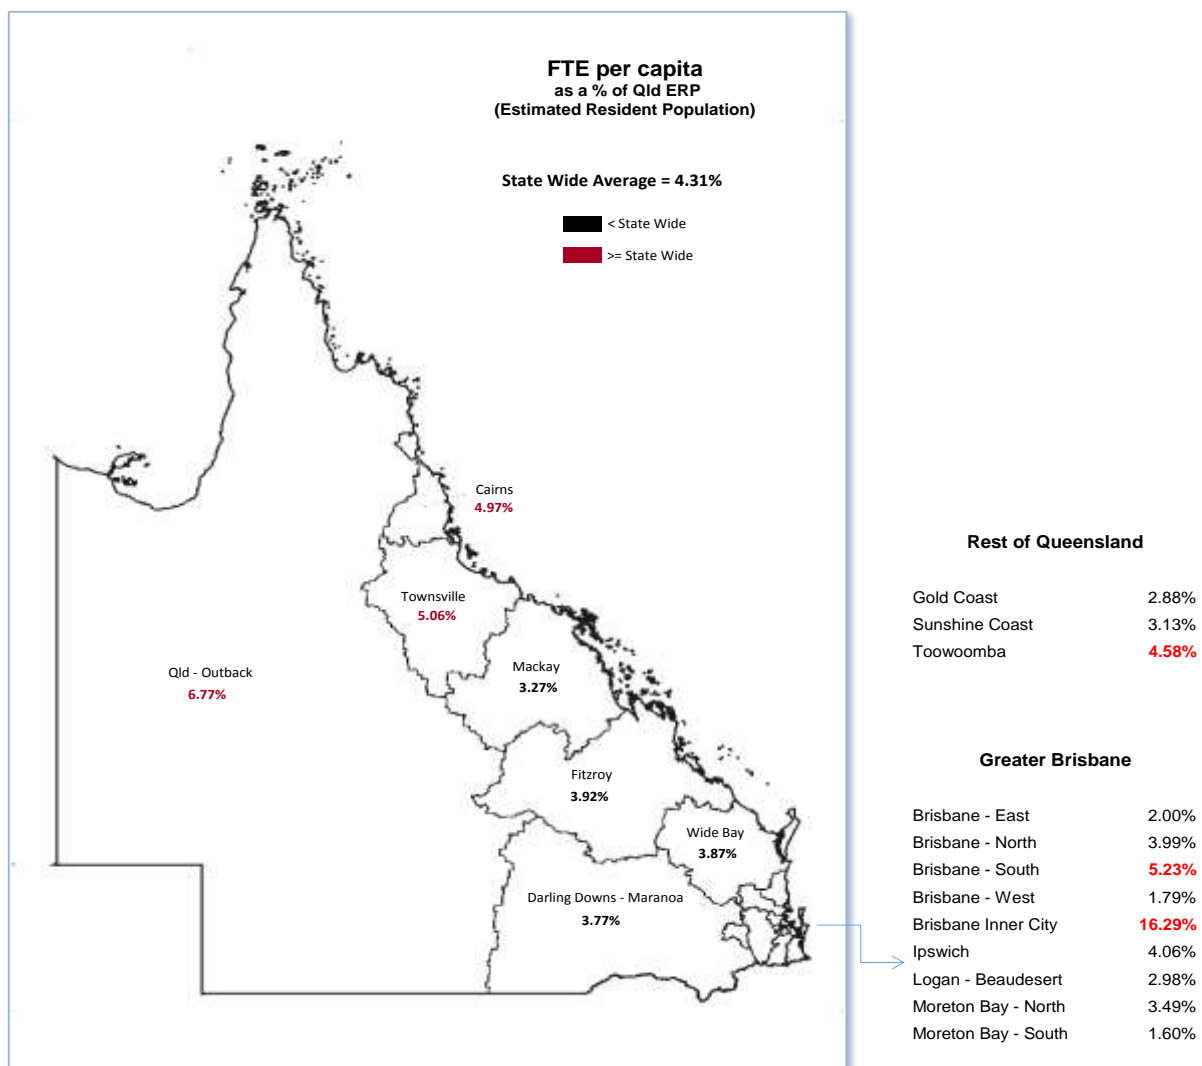 FTE per capita
as a % of Qld ERP
(Estimated Resident Population)
State Wide Average = 4.31%
< State Wide
>= State Wide
Cairns
4.97%
Townsville
5.06%
Mackay
3.27%
Qld - Outback
6.77%
Fitzroy
3.92%
Wide Bay
3.87%
Darling Downs - Maranoa
3.77%
Rest of Queensland
Gold Coast 2.88%
Sunshine Coast 3.13%
Toowoomba 4.58%
Greater Brisbane
Brisbane - East 2.00%
Brisbane - North 3.99%
Brisbane - South 5.23%
Brisbane - West 1.79%
Brisbane Inner City 16.29%
Ipswich 4.06%
Logan - Beaudesert 2.98%
Moreton Bay - North 3.49%
Moreton Bay - South 1.60%